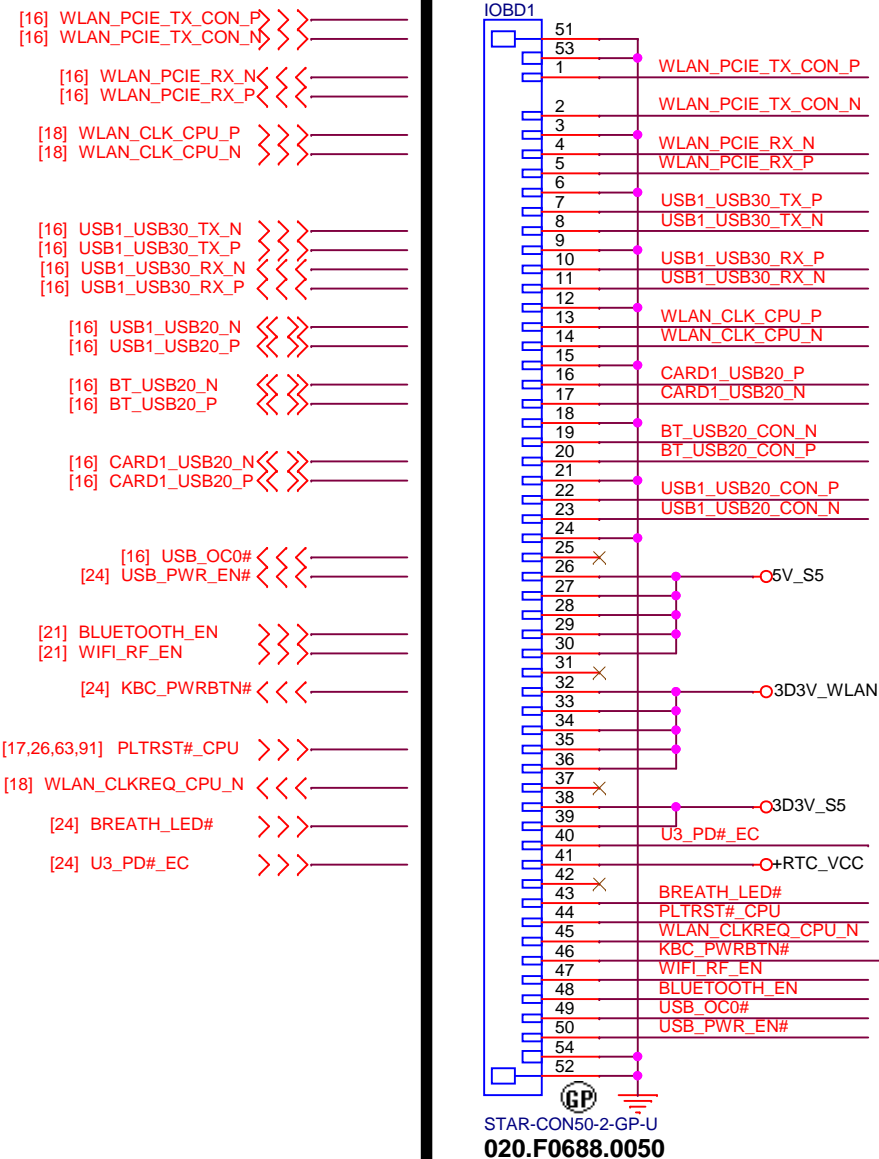 [16] WLAN_PCIE_TX_CON_P
[16] WLAN_PCIE_TX_CON_N
[16] WLAN_PCIE_RX_N
[16] WLAN_PCIE_RX_P
[18] WLAN_CLK_CPU_P
[18] WLAN_CLK_CPU_N
[16] USB1_USB30_TX_N
[16] USB1_USB30_TX_P
[16] USB1_USB30_RX_N
[16] USB1_USB30_RX_P
[16] USB1_USB20_N
[16] USB1_USB20_P
[16] BT_USB20_N
[16] BT_USB20_P
[16] CARD1_USB20_N
[16] CARD1_USB20_P
[16] USB_OC0#
[24] USB_PWR_EN#
[21] BLUETOOTH_EN
[21] WIFI_RF_EN
[24] KBC_PWRBTN#
[17,26,63,91] PLTRST#_CPU
[18] WLAN_CLKREQ_CPU_N
[24] BREATH_LED#
[24] U3_PD#_EC
IOBD1
51
53
1 WLAN_PCIE_TX_CON_P
2 WLAN_PCIE_TX_CON_N
3
4 WLAN_PCIE_RX_N
5 WLAN_PCIE_RX_P
6
7 USB1_USB30_TX_P
8 USB1_USB30_TX_N
9
10 USB1_USB30_RX_P
11 USB1_USB30_RX_N
12
13 WLAN_CLK_CPU_P
14 WLAN_CLK_CPU_N
15
16 CARD1_USB20_P
17 CARD1_USB20_N
18
19 BT_USB20_CON_N
20 BT_USB20_CON_P
21
22 USB1_USB20_CON_P
23 USB1_USB20_CON_N
24
25
26 5V_S5
27
28
29
30
31
32 3D3V_WLAN
33
34
35
36
37
38 3D3V_S5
39
40 U3_PD#_EC
41 +RTC_VCC
42
43 BREATH_LED#
44 PLTRST#_CPU
45 WLAN_CLKREQ_CPU_N
46 KBC_PWRBTN#
47 WIFI_RF_EN
48 BLUETOOTH_EN
49 USB_OC0#
50 USB_PWR_EN#
54
52
GP
STAR-CON50-2-GP-U
020.F0688.0050